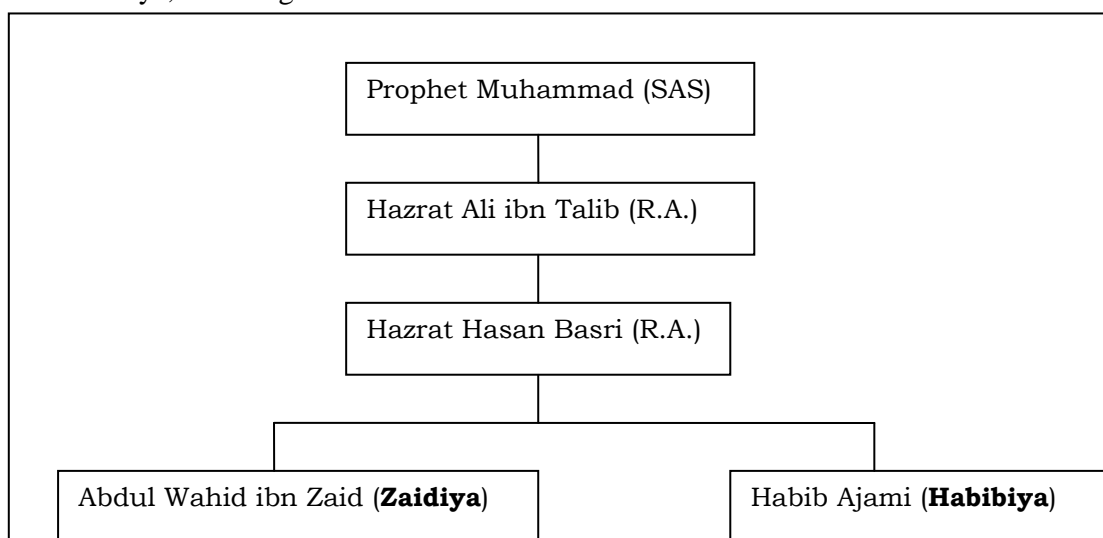 Prophet Muhammad (SAS)
Hazrat Ali ibn Talib (R.A.)
Hazrat Hasan Basri (R.A.)
Abdul Wahid ibn Zaid (Zaidiya)
Habib Ajami (Habibiya)